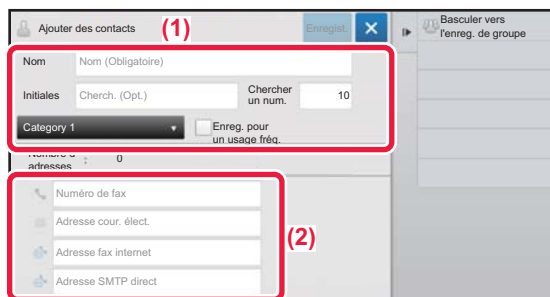 Ajouter des contacts
(1)
Enregist.
Basculer vers
l'enreg. de groupe
Nom
Nom (Obligatoire)
Initiales
Cherch. (Opt.)
Chercher
un num.
10
Category 1
Enreg. pour
un usage fréq.
Nombre d'
adresses
:
0
Numéro de fax
Adresse cour. élect.
Adresse fax internet
Adresse SMTP direct
(2)